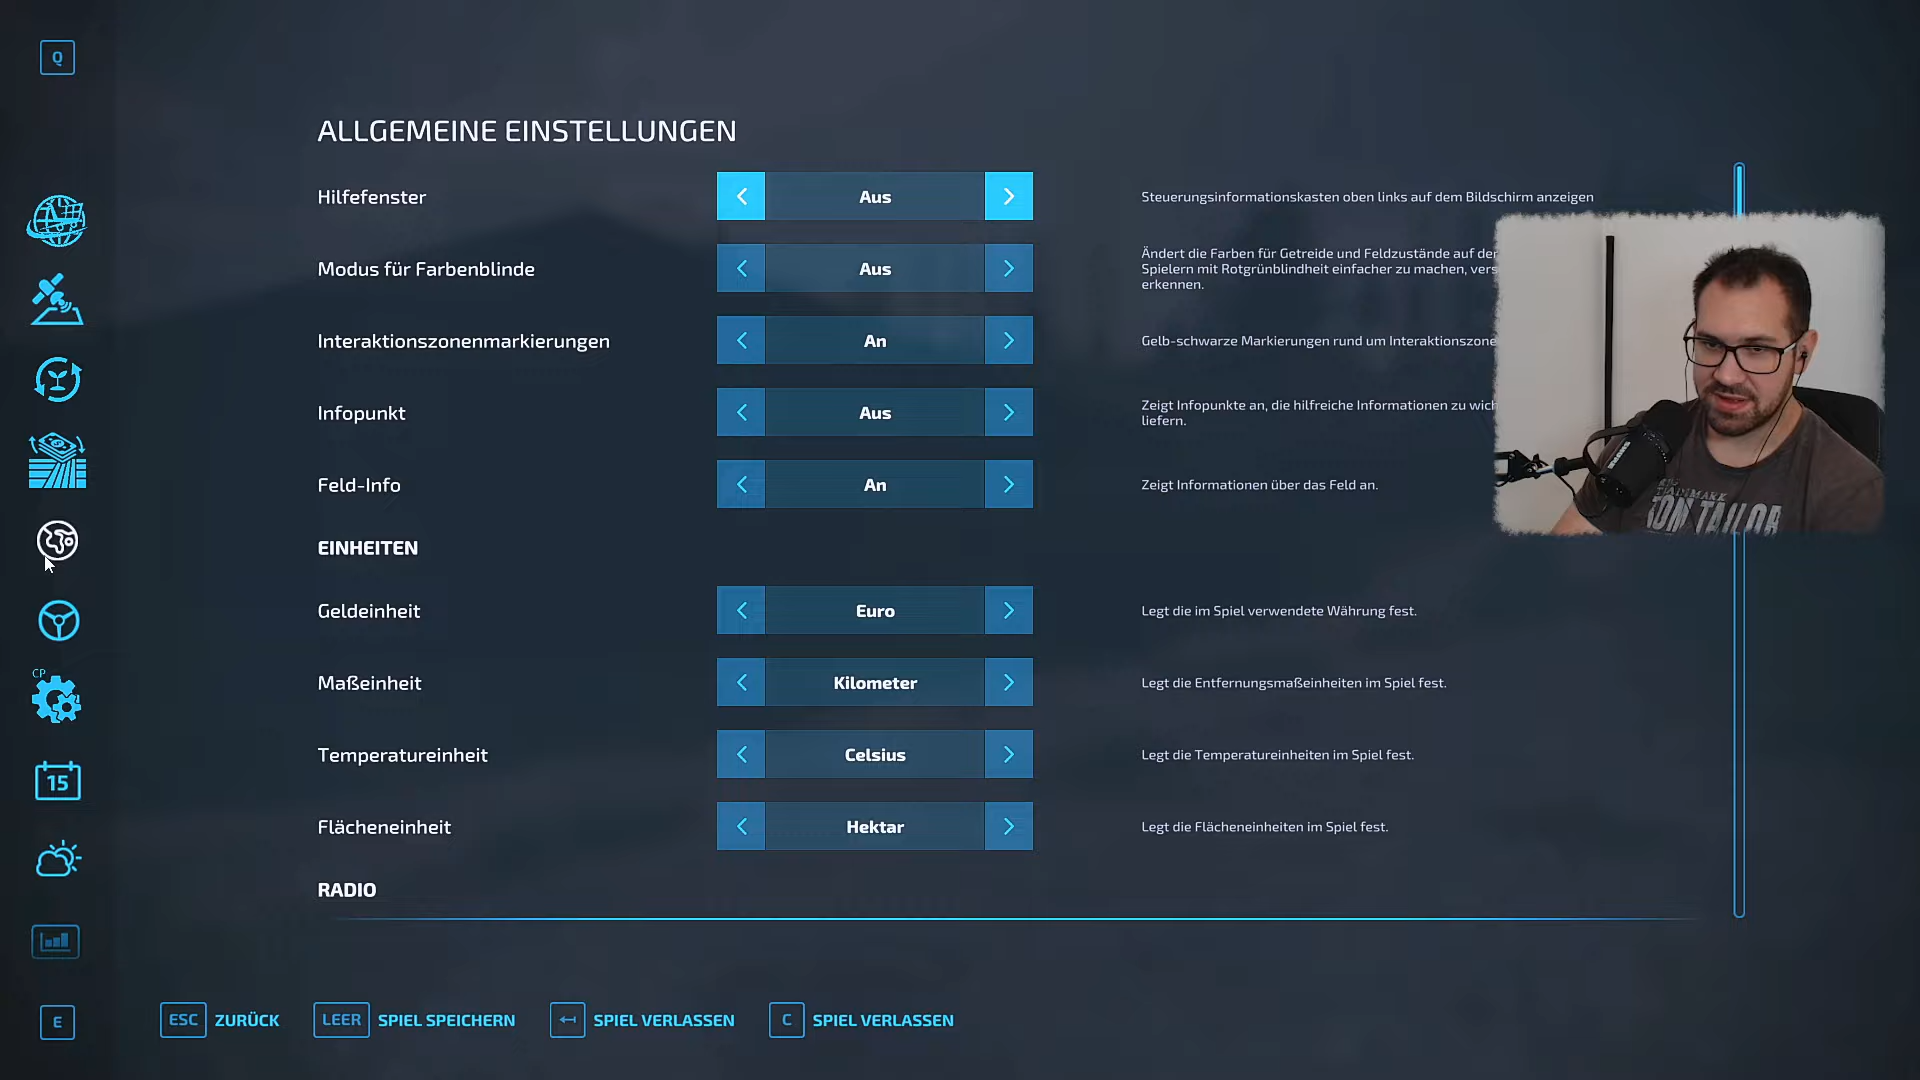 Q
ALLGEMEINE EINSTELLUNGEN
Hilfefenster
Aus
Steuerungsinformationskasten oben links auf dem Bildschirm anzeigen
Modus für Farbenblinde
Aus
Ändert die Farben für Getreide und Feldzustände auf der
Spielern mit Rotgrünblindheit einfacher zu machen, vers
erkennen.
Interaktionszonenmarkierungen
An
Gelb-schwarze Markierungen rund um Interaktionszone
Infopunkt
Aus
Zeigt Infopunkte an, die hilfreiche Informationen zu wich
liefern.
Feld-Info
An
Zeigt Informationen über das Feld an.
EINHEITEN
Geldeinheit
Euro
Legt die im Spiel verwendete Währung fest.
Maßeinheit
Kilometer
Legt die Entfernungsmaßeinheiten im Spiel fest.
CP
Temperatureinheit
Celsius
Legt die Temperatureinheiten im Spiel fest.
15
Flächeneinheit
Hektar
Legt die Flächeneinheiten im Spiel fest.
RADIO
E
ESC ZURÜCK
LEER SPIEL SPEICHERN
SPIEL VERLASSEN
C SPIEL VERLASSEN
TOM TAILOR